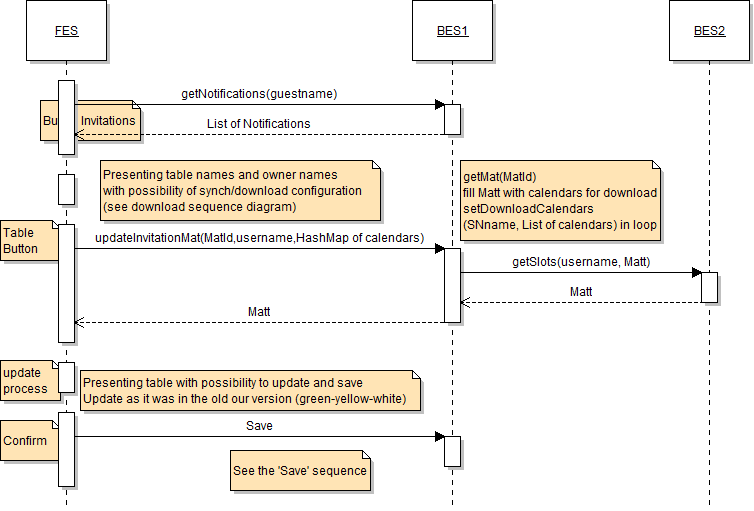 FES
BES1
BES2
getNotifications(guestname)
Bu Invitations
List of Notifications
Presenting table names and owner names
with possibility of synch/download configuration
(see download sequence diagram)
getMat(MatId)
fill Matt with calendars for download
setDownloadCalendars
(SNname, List of calendars) in loop
Table
Button
updateInvitationMat(MatId,username,HashMap of calendars)
getSlots(username, Matt)
Matt
Matt
update
process
Presenting table with possibility to update and save
Update as it was in the old our version (green-yellow-white)
Confirm
Save
See the 'Save' sequence